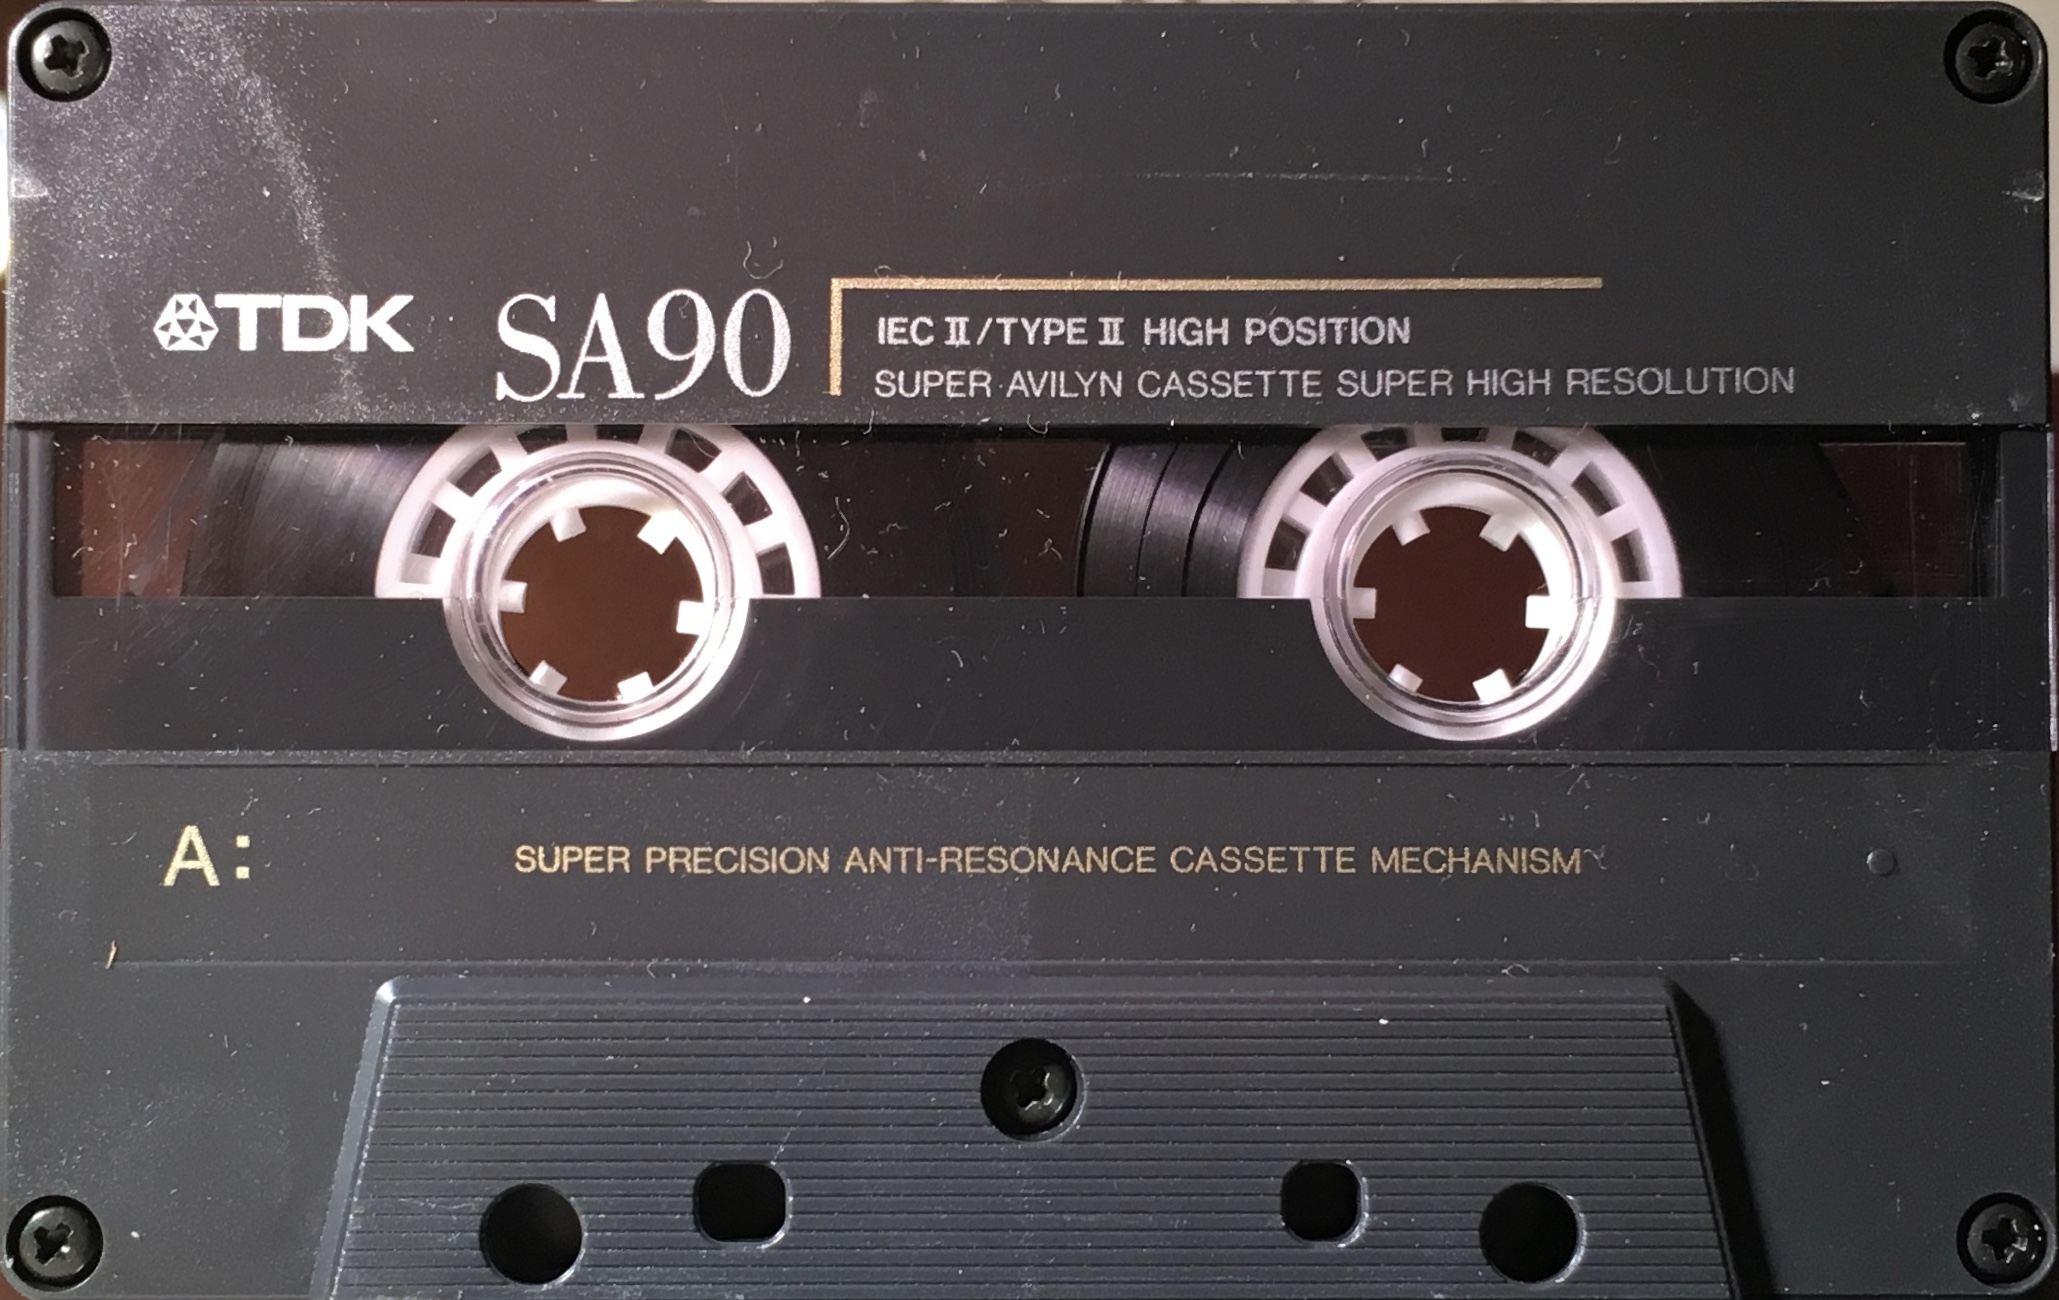 TDK SA90
IEC II/TYPE II HIGH POSITION
SUPER AVILYN CASSETTE SUPER HIGH RESOLUTION
A: SUPER PRECISION ANTI-RESONANCE CASSETTE MECHANISM